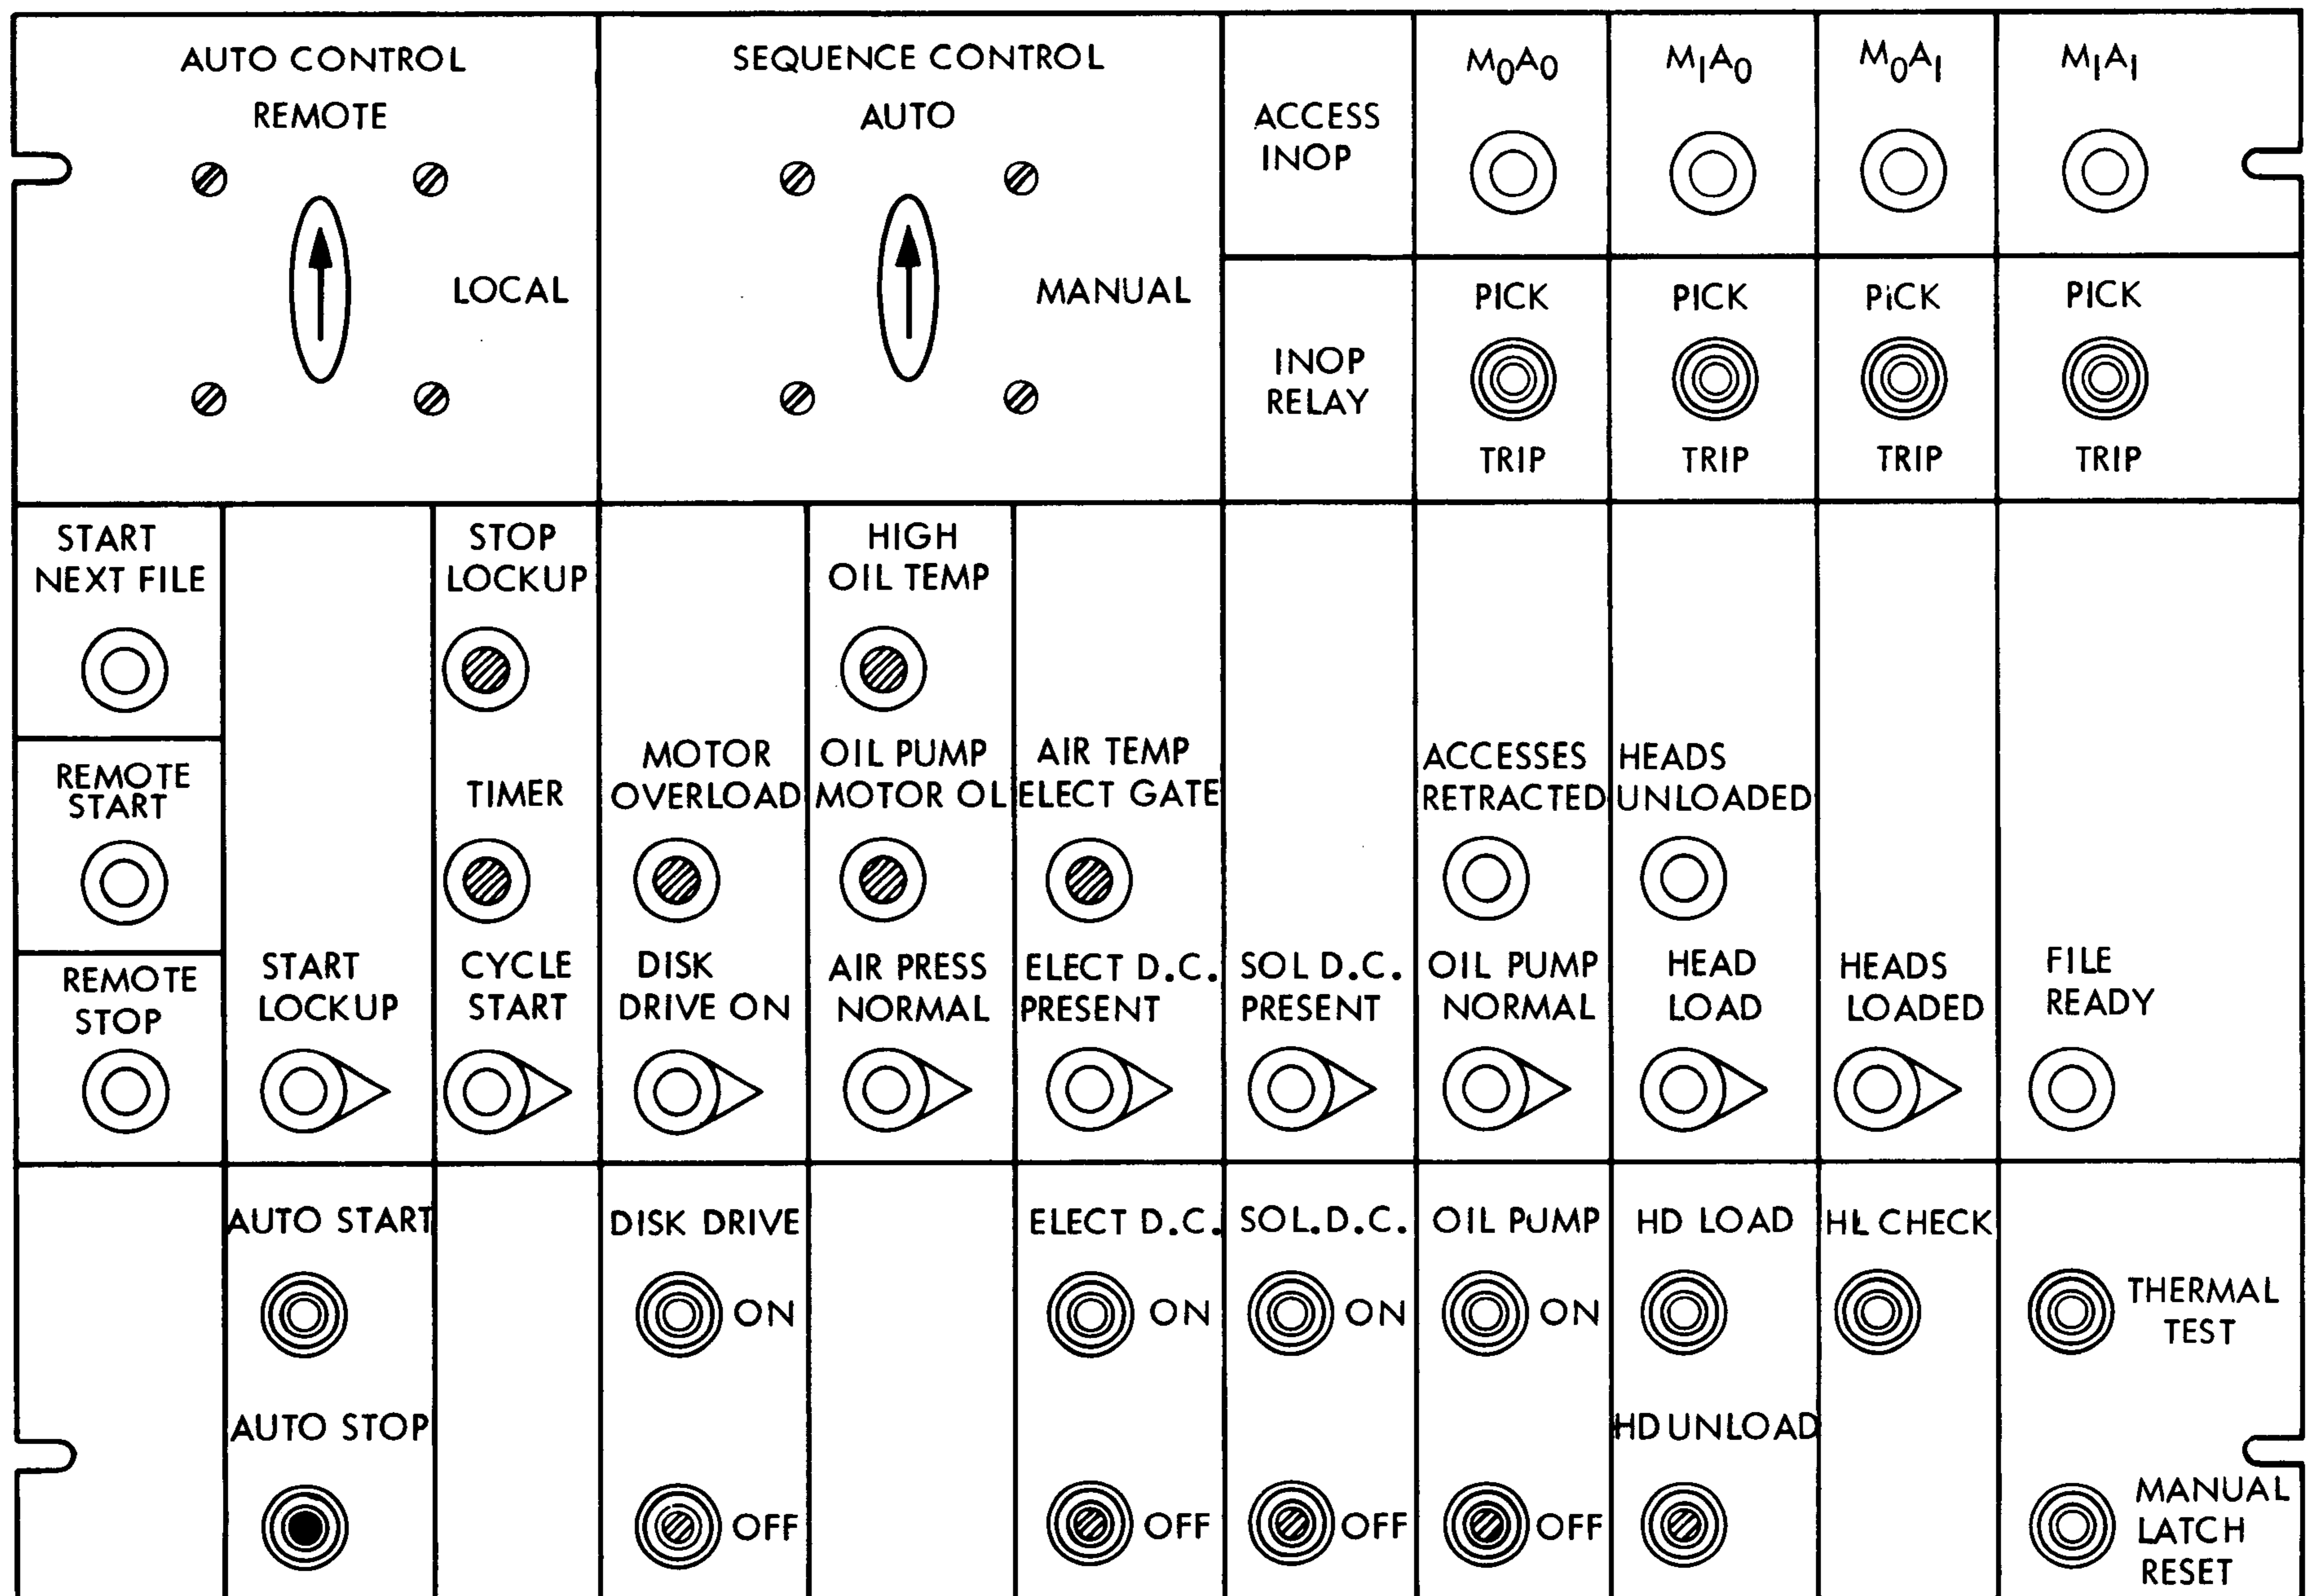 AUTO CONTROL
REMOTE
LOCAL
SEQUENCE CONTROL
AUTO
MANUAL
ACCESS
INOP
M0A0
M1A0
M0A1
M1A1
INOP
RELAY
PICK
TRIP
PICK
TRIP
PiCK
TRIP
PICK
TRIP
START
NEXT FILE
REMOTE
START
REMOTE
STOP
START
LOCKUP
STOP
LOCKUP
TIMER
CYCLE
START
MOTOR
OVERLOAD
DISK
DRIVE ON
HIGH
OIL TEMP
OIL PUMP
MOTOR OL
AIR PRESS
NORMAL
AIR TEMP
ELECT GATE
ELECT D.C.
PRESENT
SOL D.C.
PRESENT
ACCESSES
RETRACTED
OIL PUMP
NORMAL
HEADS
UNLOADED
HEAD
LOAD
HEADS
LOADED
FILE
READY
AUTO START
AUTO STOP
DISK DRIVE
ON
OFF
ELECT D.C.
ON
OFF
SOL.D.C.
ON
OFF
OIL PUMP
ON
OFF
HD LOAD
HD UNLOAD
HL CHECK
THERMAL
TEST
MANUAL
LATCH
RESET